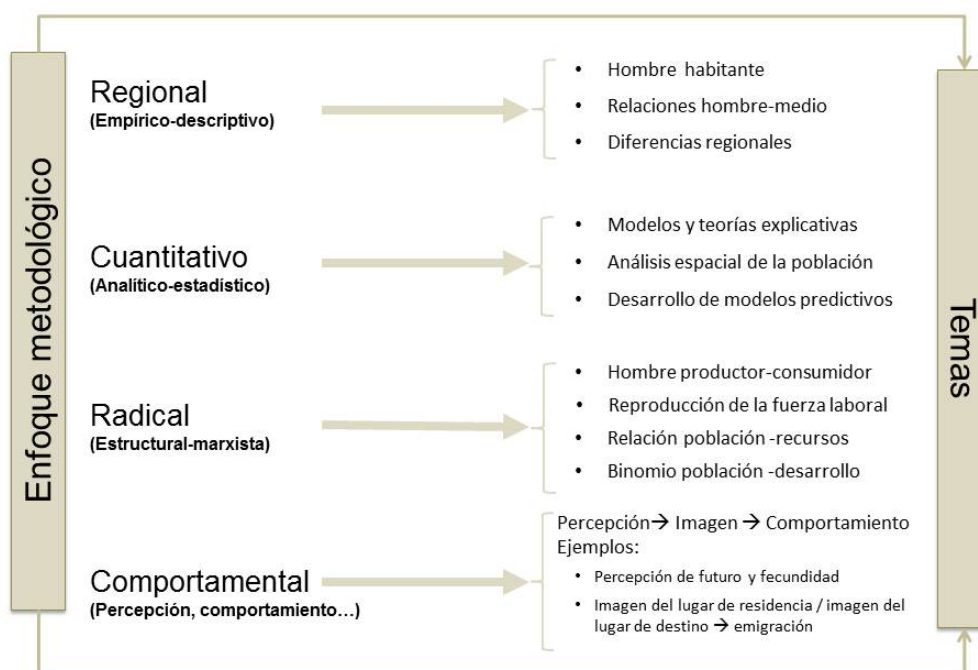 Enfoque metodológico
Regional
(Empírico-descriptivo)
• Hombre habitante
• Relaciones hombre-medio
• Diferencias regionales
Cuantitativo
(Analítico-estadístico)
• Modelos y teorías explicativas
• Análisis espacial de la población
• Desarrollo de modelos predictivos
Radical
(Estructural-marxista)
• Hombre productor-consumidor
• Reproducción de la fuerza laboral
• Relación población -recursos
• Binomio población -desarrollo
Comportamental
(Percepción, comportamiento...)
Percepción→ Imagen → Comportamiento
Ejemplos:
• Percepción de futuro y fecundidad
• Imagen del lugar de residencia / imagen del
lugar de destino → emigración
Temas